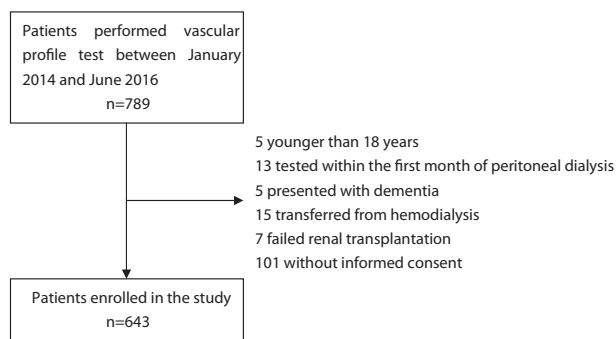 Patients performed vascular
profile test between January
2014 and June 2016
n=789
5 younger than 18 years
13 tested within the first month of peritoneal dialysis
5 presented with dementia
15 transferred from hemodialysis
7 failed renal transplantation
101 without informed consent
Patients enrolled in the study
n=643